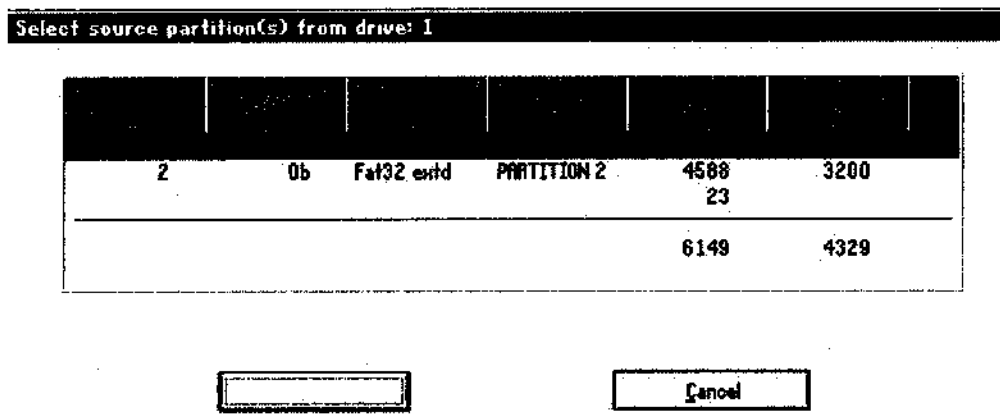 Select source partition(s) from drive: 1
2 0b Fat32 extd PARTITION 2 4588 3200
23
6149 4329
Cancel